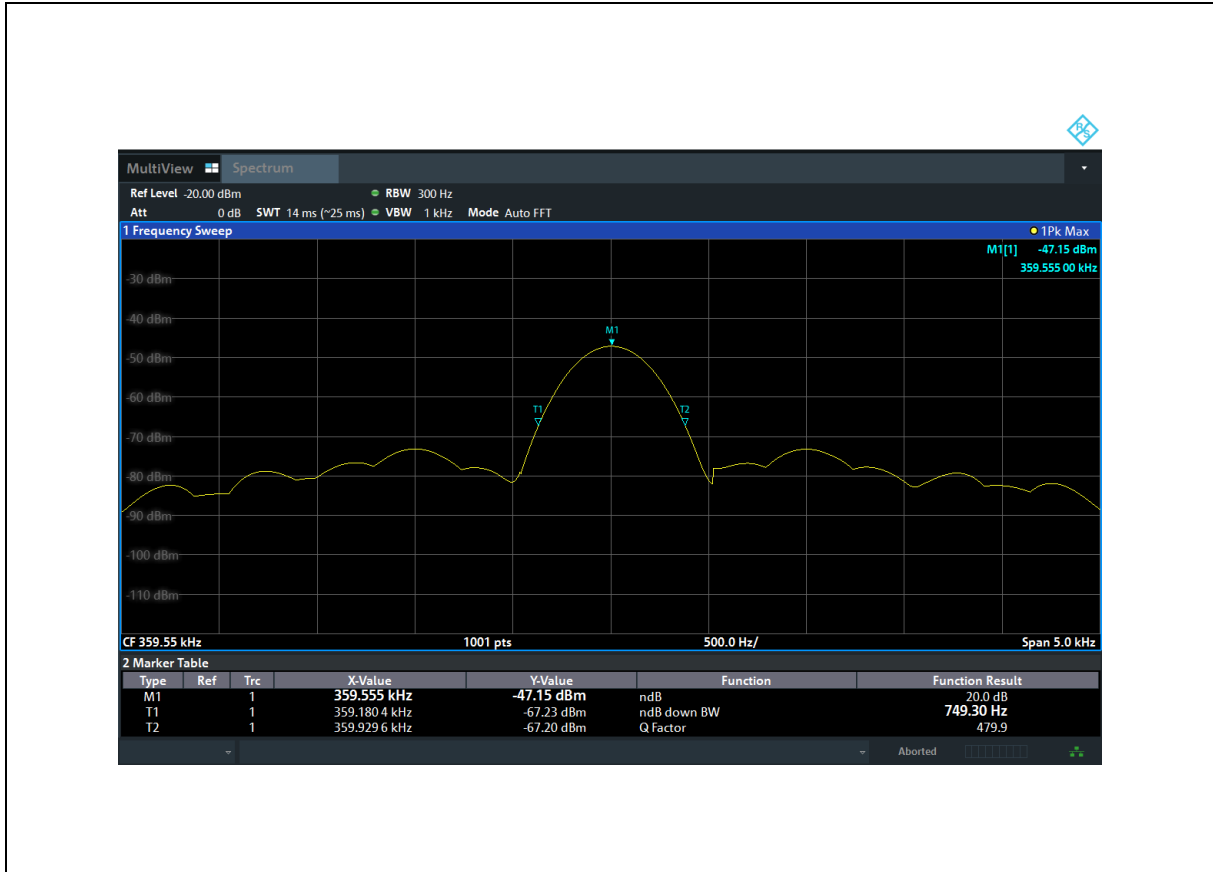 R&S
MultiView Spectrum
Ref Level -20.00 dBm RBW 300 Hz
Att 0 dB SWT 14 ms (~25 ms) VBW 1 kHz Mode Auto FFT
1 Frequency Sweep 1Pk Max
M1[1] -47.15 dBm
359.555 00 kHz
-30 dBm
-40 dBm
M1
-50 dBm
-60 dBm
T1 T2
-70 dBm
-80 dBm
-90 dBm
-100 dBm
-110 dBm
CF 359.55 kHz 1001 pts 500.0 Hz/ Span 5.0 kHz
2 Marker Table
Type Ref Trc X-Value Y-Value Function Function Result
M1 1 359.555 kHz -47.15 dBm ndB 20.0 dB
T1 1 359.180 4 kHz -67.23 dBm ndB down BW 749.30 Hz
T2 1 359.929 6 kHz -67.20 dBm Q Factor 479.9
Aborted